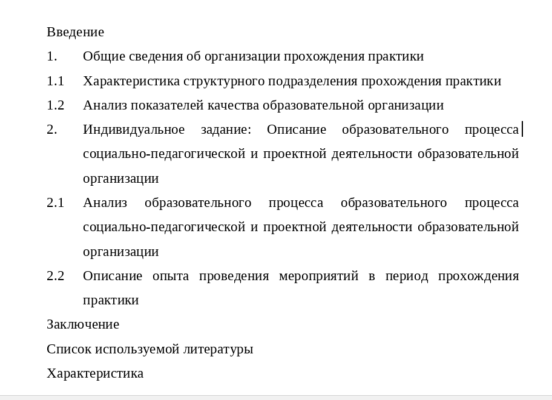 Введение
1. Общие сведения об организации прохождения практики
1.1 Характеристика структурного подразделения прохождения практики
1.2 Анализ показателей качества образовательной организации
2. Индивидуальное задание: Описание образовательного процесса
социально-педагогической и проектной деятельности образовательной
организации
2.1 Анализ образовательного процесса образовательного процесса
социально-педагогической и проектной деятельности образовательной
организации
2.2 Описание опыта проведения мероприятий в период прохождения
практики
Заключение
Список используемой литературы
Характеристика